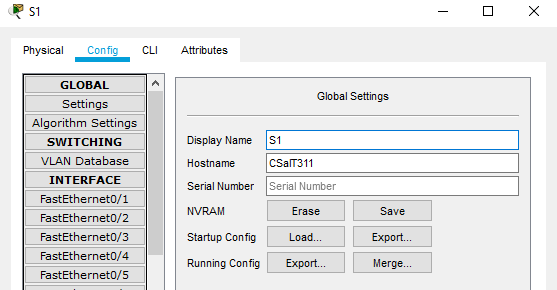 S1
Physical Config CLI Attributes
GLOBAL
Settings
Algorithm Settings
SWITCHING
VLAN Database
INTERFACE
FastEthernet0/1
FastEthernet0/2
FastEthernet0/3
FastEthernet0/4
FastEthernet0/5
Global Settings
Display Name S1
Hostname CSaIT311
Serial Number Serial Number
NVRAM Erase Save
Startup Config Load... Export...
Running Config Export... Merge...